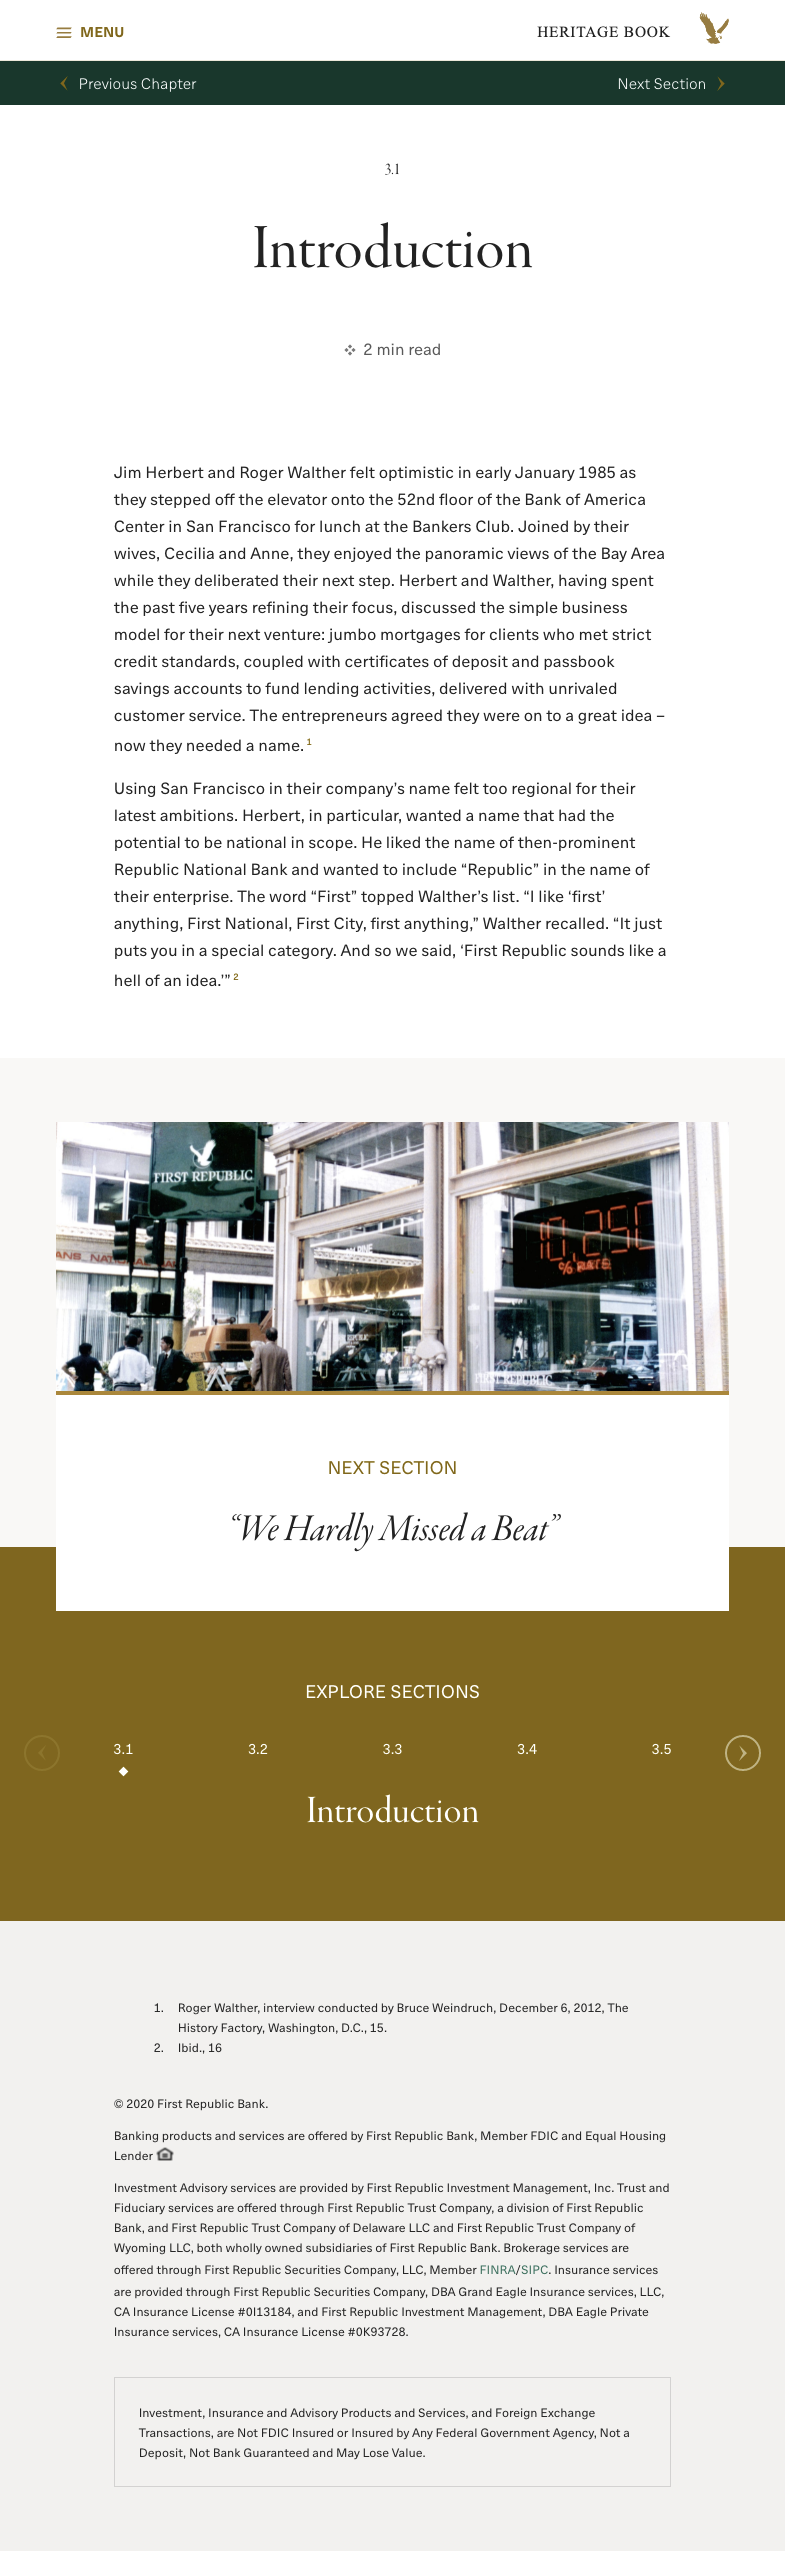 MENU
HERITAGE BOOK
Previous Chapter
Next Section
3.1
Introduction
2 min read
Jim Herbert and Roger Walther felt optimistic in early January 1985 as
they stepped off the elevator onto the 52nd floor of the Bank of America
Center in San Francisco for lunch at the Bankers Club. Joined by their
wives, Cecilia and Anne, they enjoyed the panoramic views of the Bay Area
while they deliberated their next step. Herbert and Walther, having spent
the past five years refining their focus, discussed the simple business
model for their next venture: jumbo mortgages for clients who met strict
credit standards, coupled with certificates of deposit and passbook
savings accounts to fund lending activities, delivered with unrivaled
customer service. The entrepreneurs agreed they were on to a great idea –
now they needed a name. 1
Using San Francisco in their company’s name felt too regional for their
latest ambitions. Herbert, in particular, wanted a name that had the
potential to be national in scope. He liked the name of then-prominent
Republic National Bank and wanted to include “Republic” in the name of
their enterprise. The word “First” topped Walther’s list. “I like ‘first’
anything, First National, First City, first anything,” Walther recalled. “It just
puts you in a special category. And so we said, ‘First Republic sounds like a
hell of an idea.’” 2
FIRST REPUBLIC
10.250
% RATE
FIRST REPUBLIC
NEXT SECTION
“We Hardly Missed a Beat”
EXPLORE SECTIONS
3.1
3.2
3.3
3.4
3.5
Introduction
1. Roger Walther, interview conducted by Bruce Weindruch, December 6, 2012, The
History Factory, Washington, D.C., 15.
2. Ibid., 16
© 2020 First Republic Bank.
Banking products and services are offered by First Republic Bank, Member FDIC and Equal Housing
Lender
Investment Advisory services are provided by First Republic Investment Management, Inc. Trust and
Fiduciary services are offered through First Republic Trust Company, a division of First Republic
Bank, and First Republic Trust Company of Delaware LLC and First Republic Trust Company of
Wyoming LLC, both wholly owned subsidiaries of First Republic Bank. Brokerage services are
offered through First Republic Securities Company, LLC, Member FINRA/SIPC. Insurance services
are provided through First Republic Securities Company, DBA Grand Eagle Insurance services, LLC,
CA Insurance License #0I13184, and First Republic Investment Management, DBA Eagle Private
Insurance services, CA Insurance License #0K93728.
Investment, Insurance and Advisory Products and Services, and Foreign Exchange
Transactions, are Not FDIC Insured or Insured by Any Federal Government Agency, Not a
Deposit, Not Bank Guaranteed and May Lose Value.